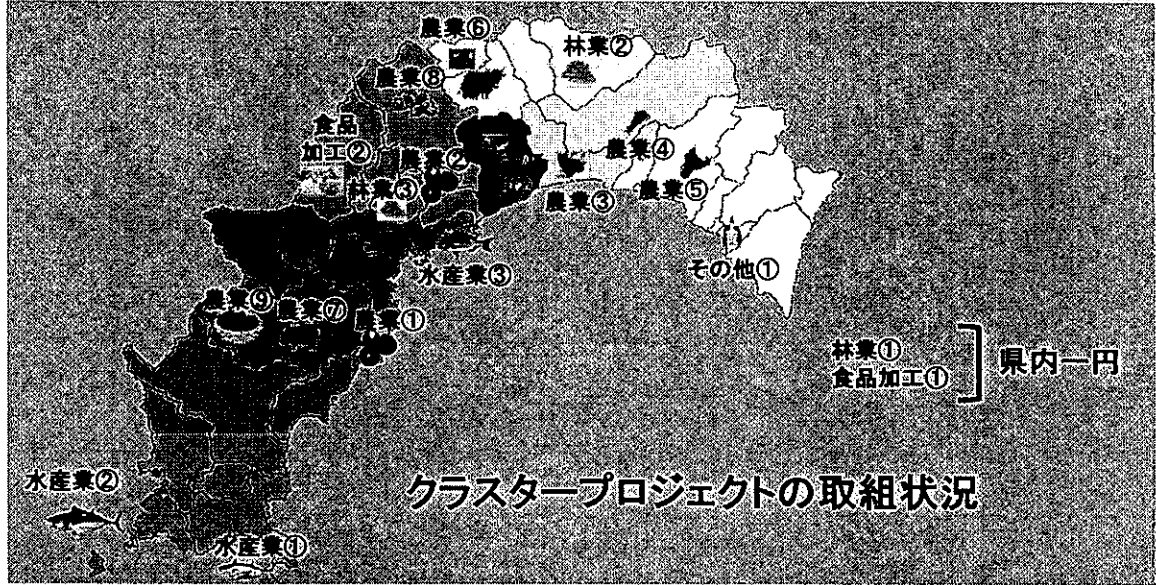 農業⑥
林業②
農業⑧
食品
加工②
農業②
農業④
林業③
農業⑤
農業③
水産業③
その他①
農業⑨
農業⑦
農業①
林業①
食品加工①
県内一円
水産業②
クラスタープロジェクトの取組状況
水産業①